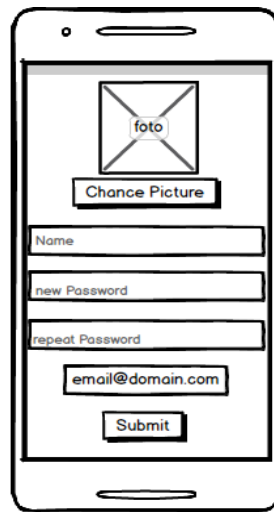 foto
Chance Picture
Name
new Password
repeat Password
email@domain.com
Submit